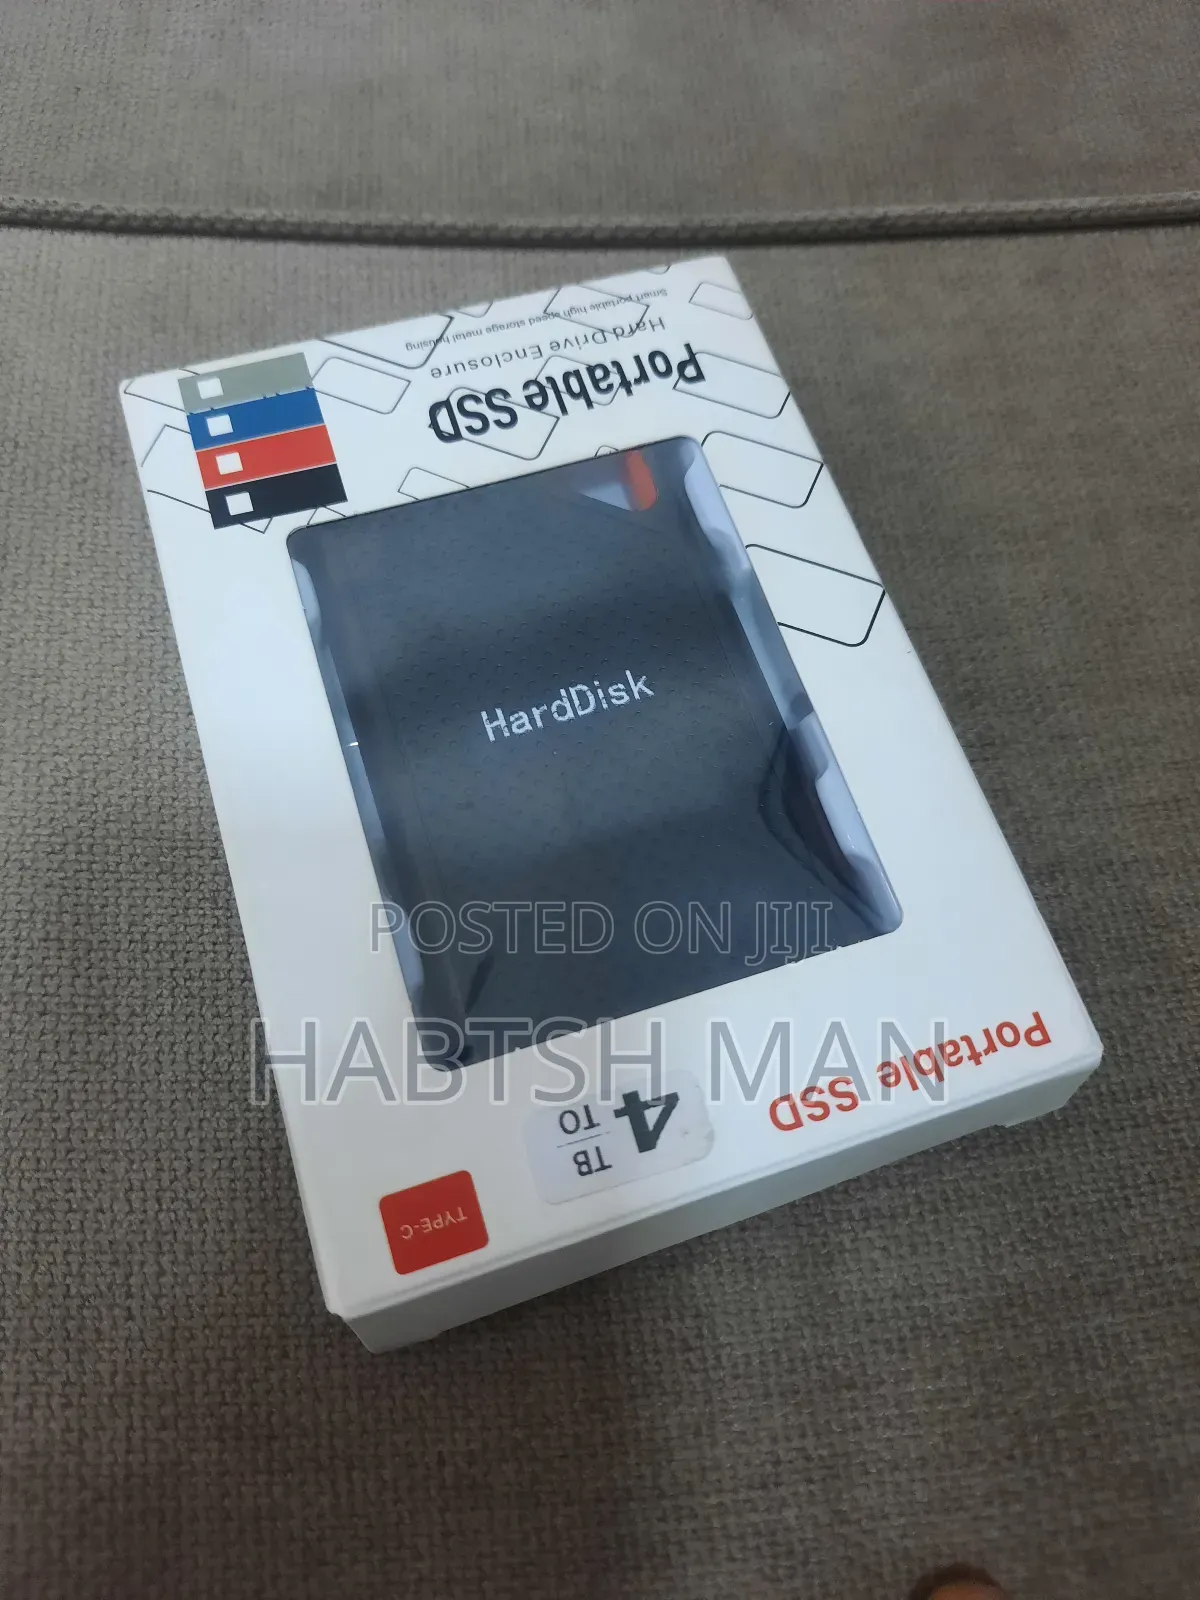 Portable SSD
Hard Drive Enclosure
Smart portable high speed storage metal housing
HardDisk
POSTED ON JIJI
HABTSH MAN
Portable SSD
4 TB
TO
TYPE-C